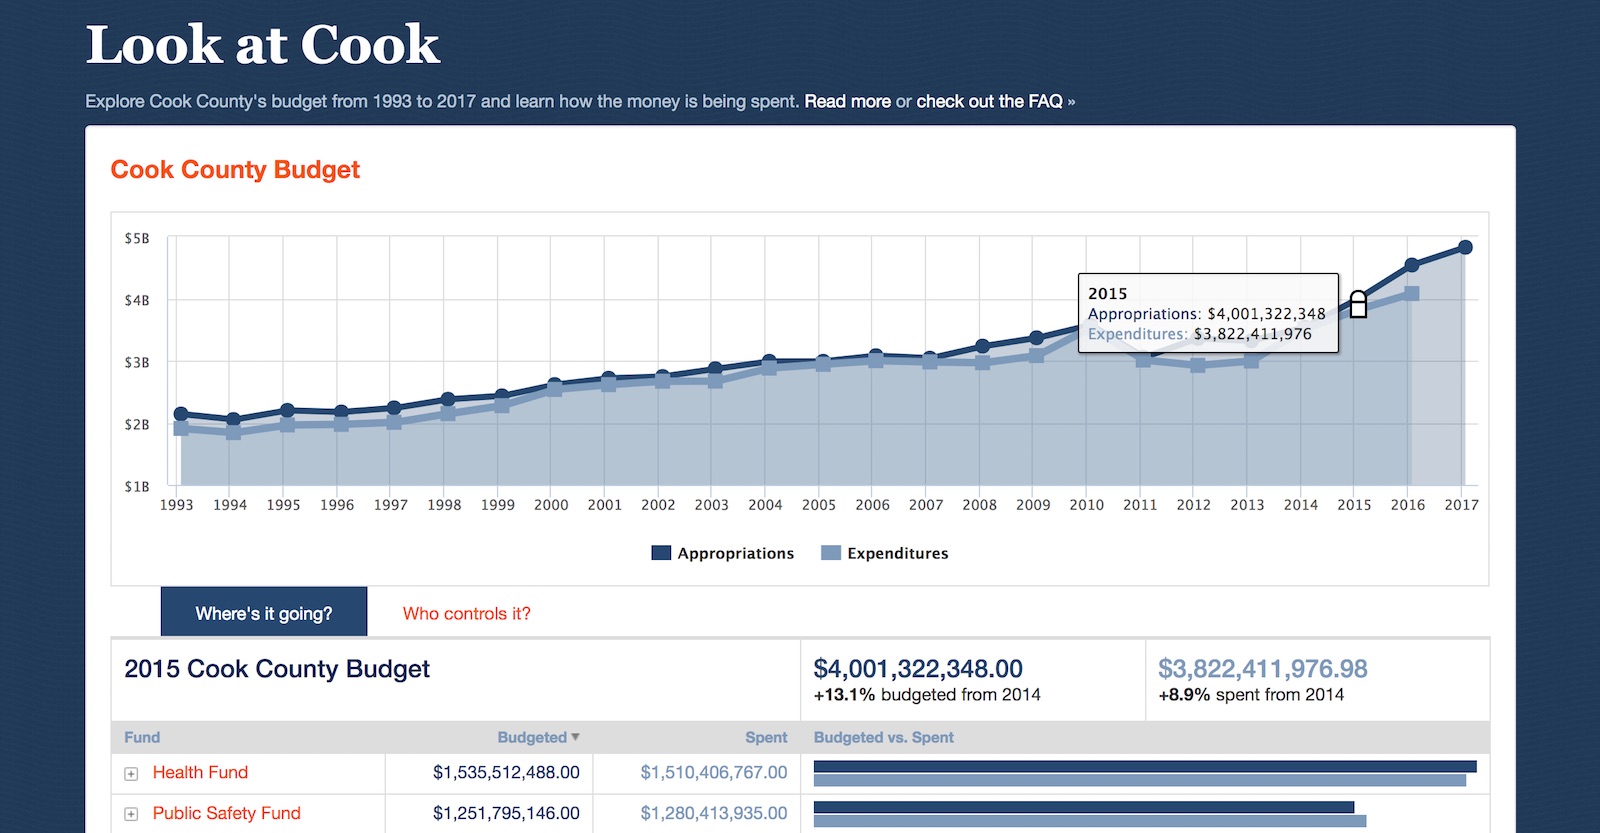 Look at Cook
Explore Cook County's budget from 1993 to 2017 and learn how the money is being spent. Read more or check out the FAQ »
Cook County Budget
$5B
$4B
$3B
$2B
$1B
2015
Appropriations: $4,001,322,348
Expenditures: $3,822,411,976
1993 1994 1995 1996 1997 1998 1999 2000 2001 2002 2003 2004 2005 2006 2007 2008 2009 2010 2011 2012 2013 2014 2015 2016 2017
Appropriations Expenditures
Where's it going? Who controls it?
2015 Cook County Budget $4,001,322,348.00 $3,822,411,976.98
+13.1% budgeted from 2014 +8.9% spent from 2014
Fund Budgeted ▼ Spent Budgeted vs. Spent
Health Fund $1,535,512,488.00 $1,510,406,767.00
Public Safety Fund $1,251,795,146.00 $1,280,413,935.00